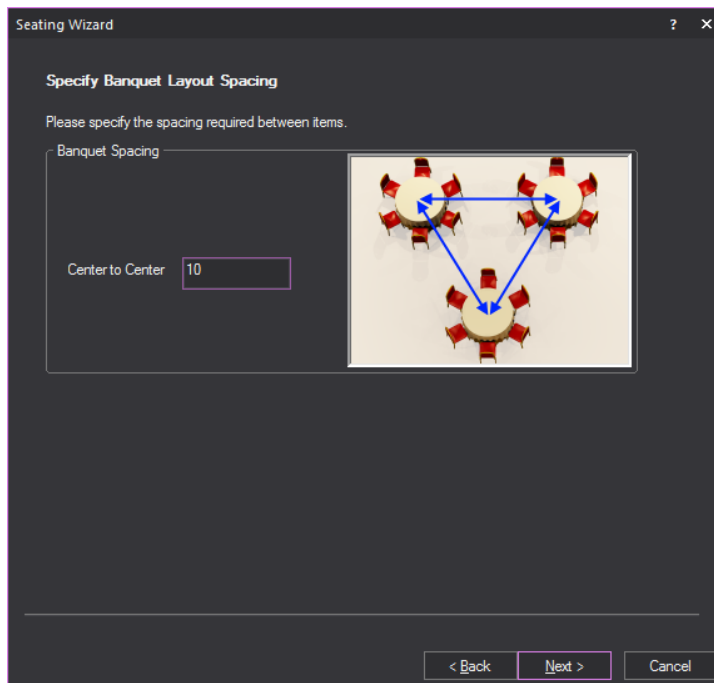 Seating Wizard
?
Specify Banquet Layout Spacing
Please specify the spacing required between items.
Banquet Spacing
Center to Center
10
< Back
Next >
Cancel